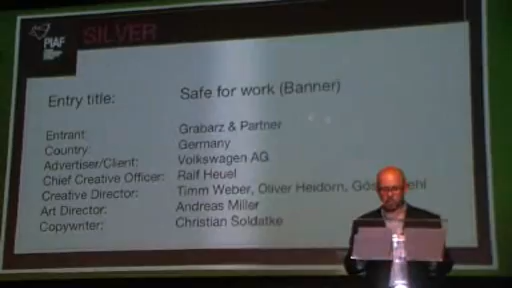 PIAF
SILVER
Entry title: Safe for work (Banner)
Entrant Grabarz & Partner
Country: Germany
Advertiser/Client: Volkswagen AG
Chief Creative Officer: Ralf Heuel
Creative Director: Timm Weber, Oliver Heidorn,
Art Director: Andreas Miller
Copywriter: Christian Soldatke